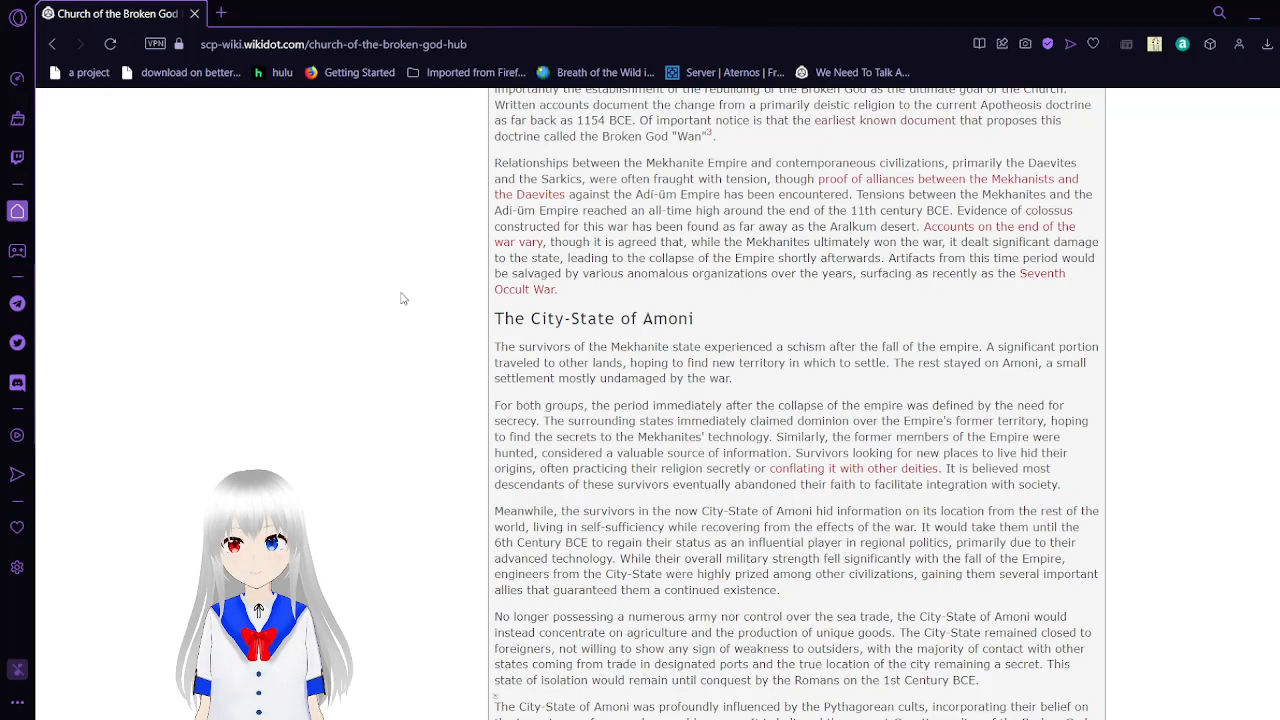 Church of the Broken God
VPN
scp-wiki.wikidot.com/church-of-the-broken-god-hub
a project
download on better...
h hulu
Getting Started
Imported from Firef...
Breath of the Wild i...
Server | Aternos | Fr...
We Need To Talk A...
importantly the establishment of the rebuilding of the Broken God as the ultimate goal of the Church.
Written accounts document the change from a primarily deistic religion to the current Apotheosis doctrine
as far back as 1154 BCE. Of important notice is that the earliest known document that proposes this
doctrine called the Broken God "Wan"3.
Relationships between the Mekhanite Empire and contemporaneous civilizations, primarily the Daevites
and the Sarkics, were often fraught with tension, though proof of alliances between the Mekhanists and
the Daevites against the Adí-üm Empire has been encountered. Tensions between the Mekhanites and the
Adí-üm Empire reached an all-time high around the end of the 11th century BCE. Evidence of colossus
constructed for this war has been found as far away as the Aralkum desert. Accounts on the end of the
war vary, though it is agreed that, while the Mekhanites ultimately won the war, it dealt significant damage
to the state, leading to the collapse of the Empire shortly afterwards. Artifacts from this time period would
be salvaged by various anomalous organizations over the years, surfacing as recently as the Seventh
Occult War.
The City-State of Amoni
The survivors of the Mekhanite state experienced a schism after the fall of the empire. A significant portion
traveled to other lands, hoping to find new territory in which to settle. The rest stayed on Amoni, a small
settlement mostly undamaged by the war.
For both groups, the period immediately after the collapse of the empire was defined by the need for
secrecy. The surrounding states immediately claimed dominion over the Empire's former territory, hoping
to find the secrets to the Mekhanites' technology. Similarly, the former members of the Empire were
hunted, considered a valuable source of information. Survivors looking for new places to live hid their
origins, often practicing their religion secretly or conflating it with other deities. It is believed most
descendants of these survivors eventually abandoned their faith to facilitate integration with society.
Meanwhile, the survivors in the now City-State of Amoni hid information on its location from the rest of the
world, living in self-sufficiency while recovering from the effects of the war. It would take them until the
6th Century BCE to regain their status as an influential player in regional politics, primarily due to their
advanced technology. While their overall military strength fell significantly with the fall of the Empire,
engineers from the City-State were highly prized among other civilizations, gaining them several important
allies that guaranteed them a continued existence.
No longer possessing a numerous army nor control over the sea trade, the City-State of Amoni would
instead concentrate on agriculture and the production of unique goods. The City-State remained closed to
foreigners, not willing to show any sign of weakness to outsiders, with the majority of contact with other
states coming from trade in designated ports and the true location of the city remaining a secret. This
state of isolation would remain until conquest by the Romans on the 1st Century BCE.
The City-State of Amoni was profoundly influenced by the Pythagorean cults, incorporating their belief on